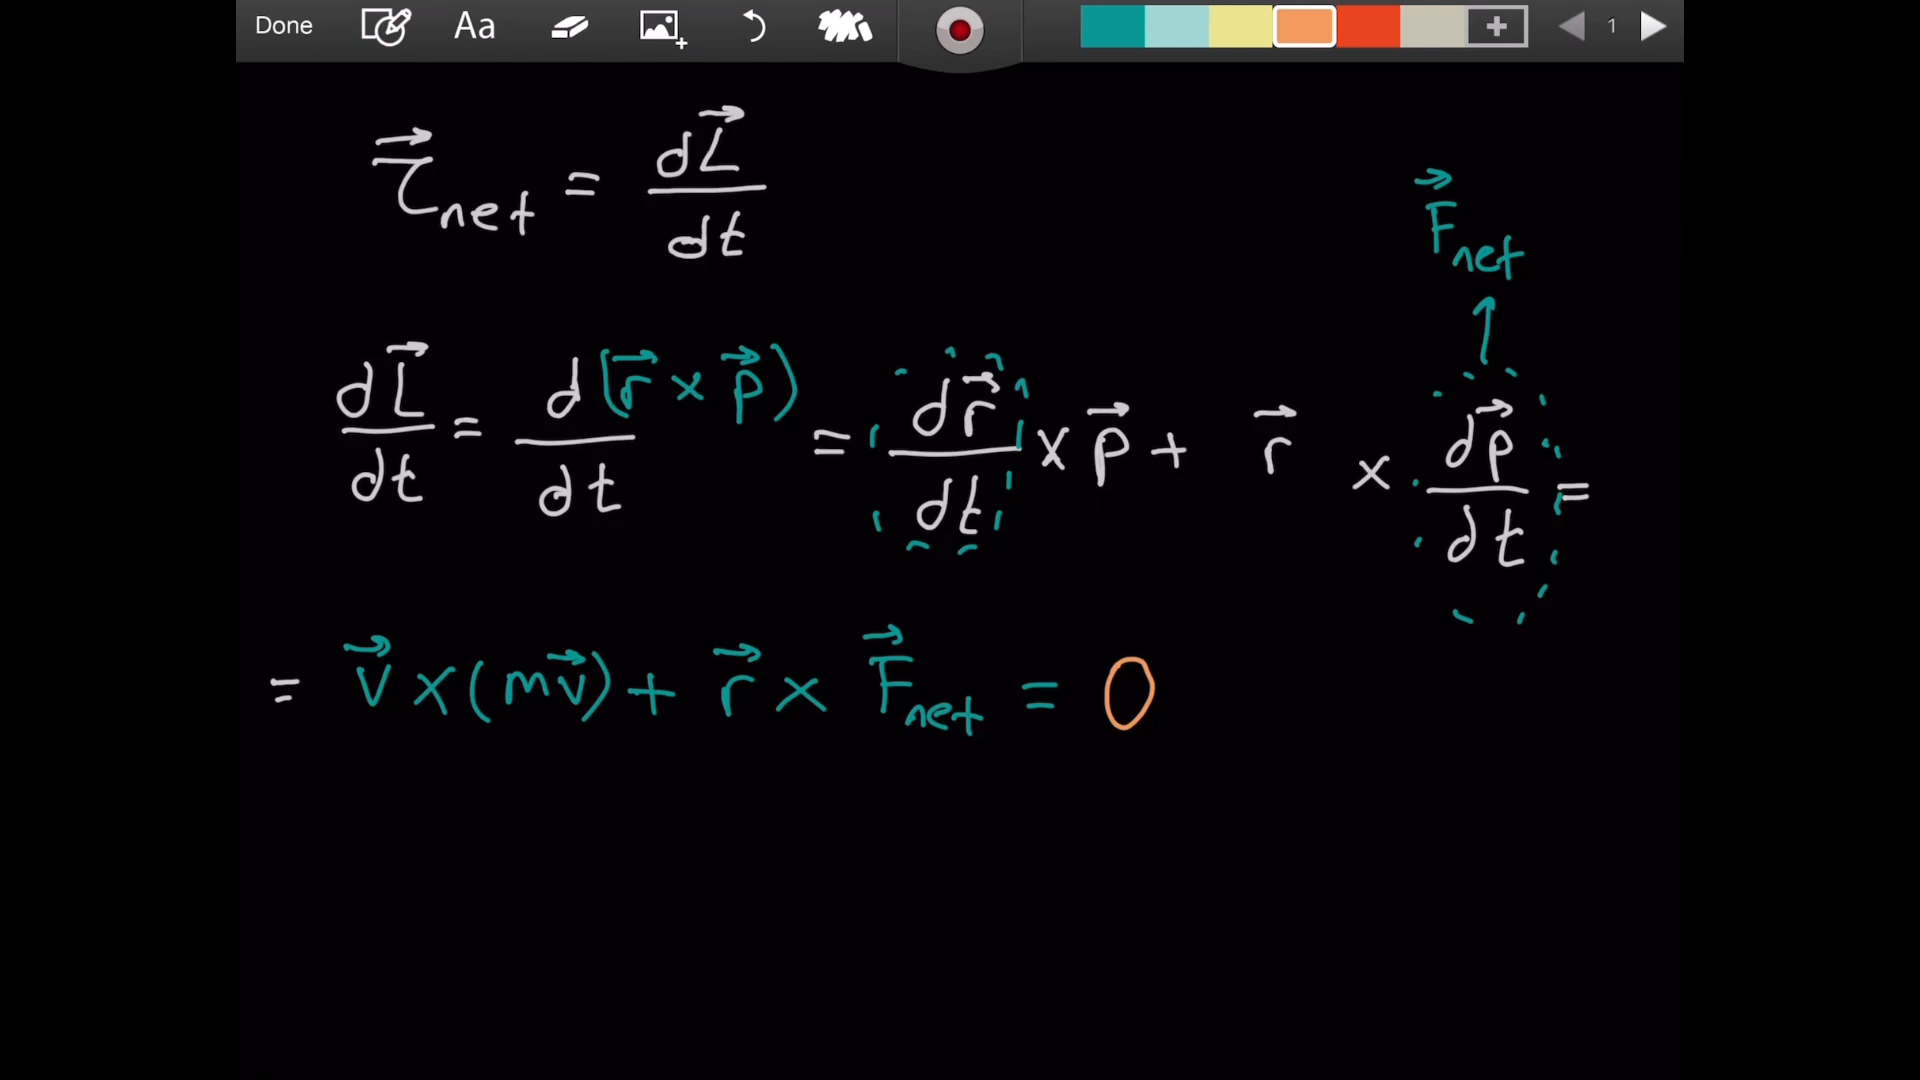 Done Aa 1
τ⃗net = dL⃗/dt
F⃗net
dL⃗/dt = d/dt (r⃗ × p⃗) = dr⃗/dt × p⃗ + r⃗ × dp⃗/dt =
= v⃗ × (mv⃗) + r⃗ × F⃗net = 0